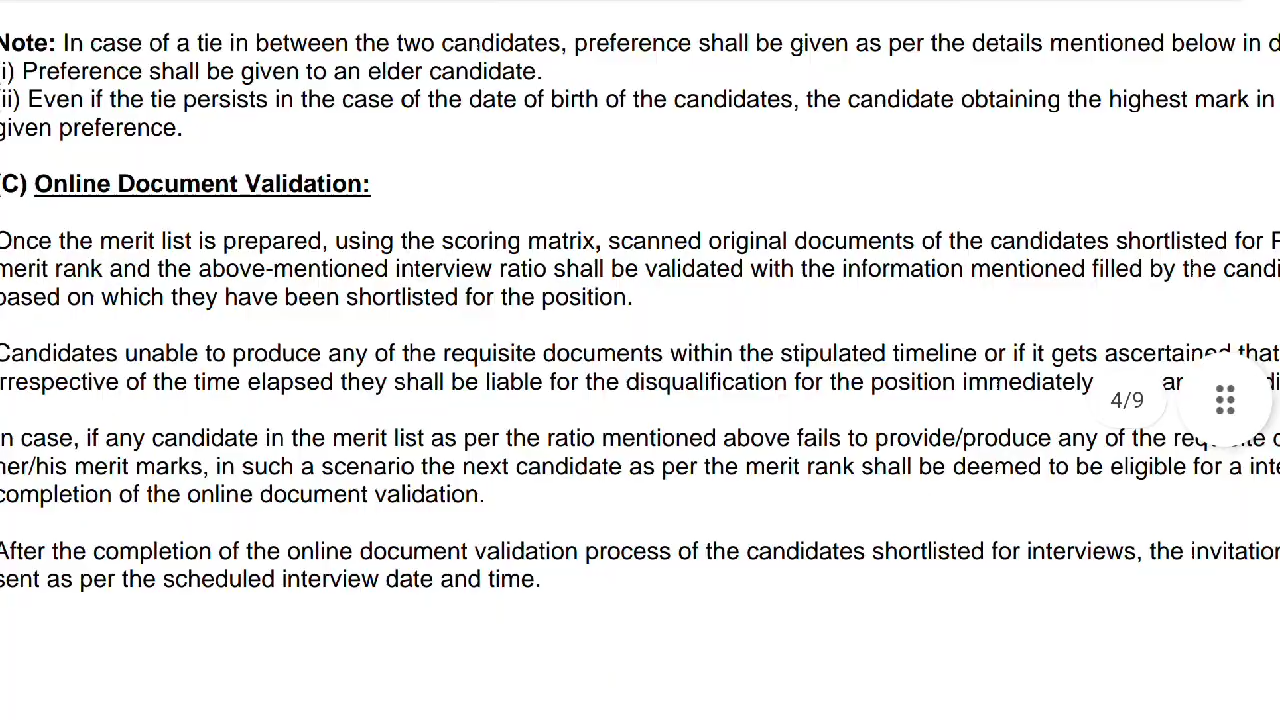 Note: In case of a tie in between the two candidates, preference shall be given as per the details mentioned below in
i) Preference shall be given to an elder candidate.
ii) Even if the tie persists in the case of the date of birth of the candidates, the candidate obtaining the highest mark in
given preference.
(C) Online Document Validation:
Once the merit list is prepared, using the scoring matrix, scanned original documents of the candidates shortlisted for
merit rank and the above-mentioned interview ratio shall be validated with the information mentioned filled by the
based on which they have been shortlisted for the position.
Candidates unable to produce any of the requisite documents within the stipulated timeline or if it gets ascertained that
irrespective of the time elapsed they shall be liable for the disqualification for the position immediately
4/9
In case, if any candidate in the merit list as per the ratio mentioned above fails to provide/produce any of the
her/his merit marks, in such a scenario the next candidate as per the merit rank shall be deemed to be eligible for a
completion of the online document validation.
After the completion of the online document validation process of the candidates shortlisted for interviews, the invitation
sent as per the scheduled interview date and time.